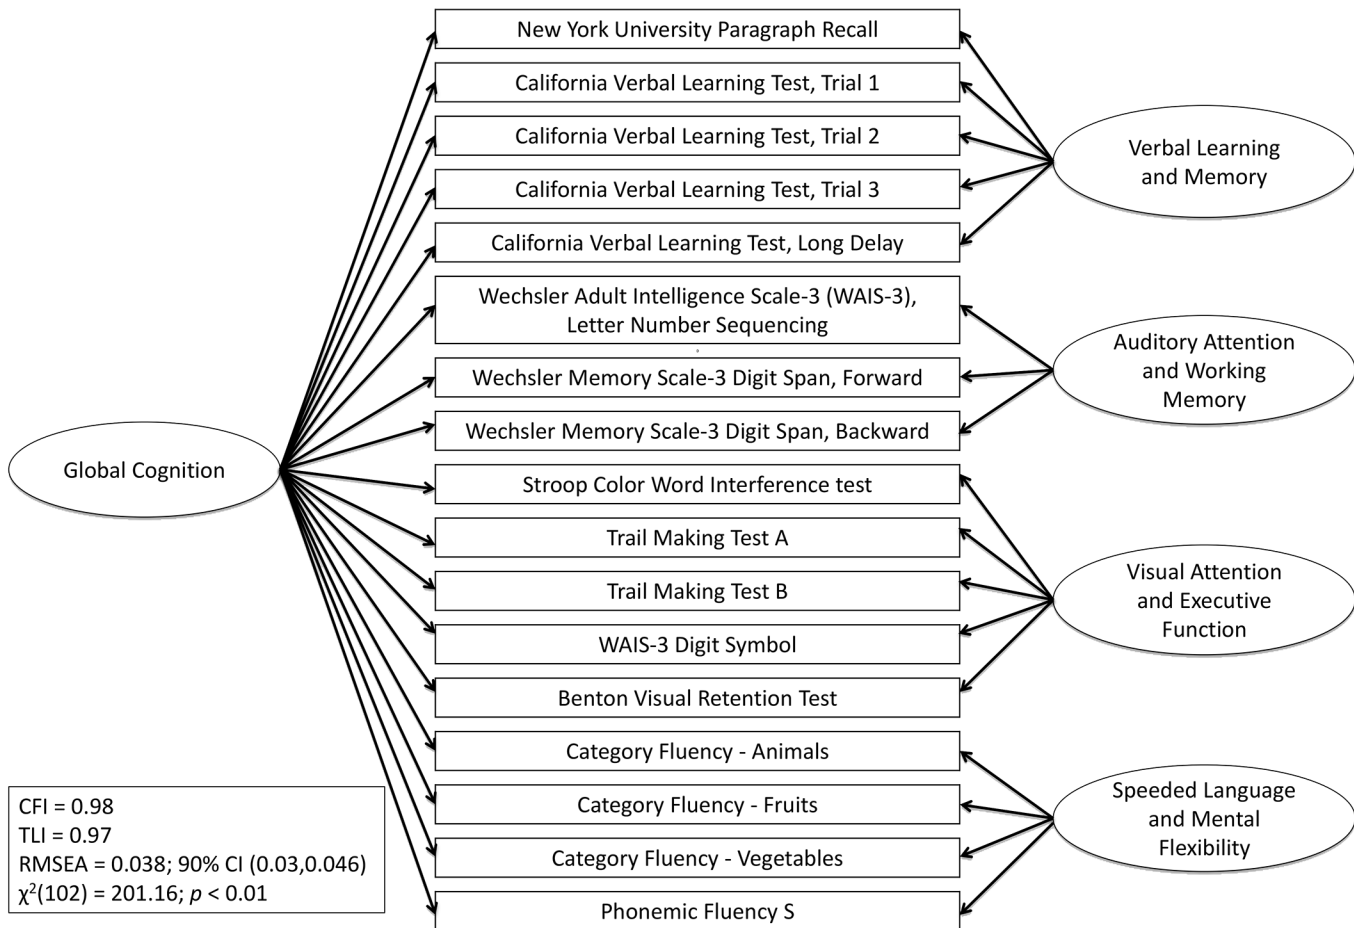 New York University Paragraph Recall
California Verbal Learning Test, Trial 1
California Verbal Learning Test, Trial 2
California Verbal Learning Test, Trial 3
California Verbal Learning Test, Long Delay
Wechsler Adult Intelligence Scale-3 (WAIS-3),
Letter Number Sequencing
Wechsler Memory Scale-3 Digit Span, Forward
Wechsler Memory Scale-3 Digit Span, Backward
Stroop Color Word Interference test
Trail Making Test A
Trail Making Test B
WAIS-3 Digit Symbol
Benton Visual Retention Test
Category Fluency - Animals
Category Fluency - Fruits
Category Fluency - Vegetables
Phonemic Fluency S
Global Cognition
Verbal Learning
and Memory
Auditory Attention
and Working
Memory
Visual Attention
and Executive
Function
Speeded Language
and Mental
Flexibility
CFI = 0.98
TLI = 0.97
RMSEA = 0.038; 90% CI (0.03,0.046)
χ²(102) = 201.16; p < 0.01